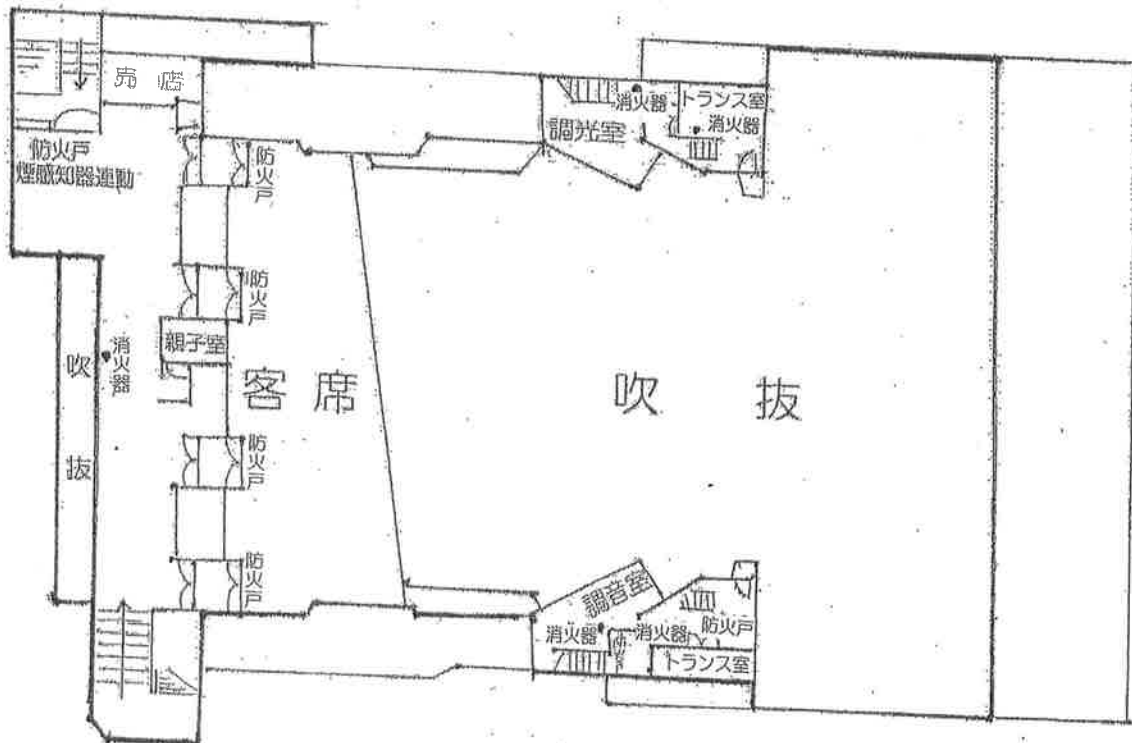 売店
消火器
トランス室
消火器
調光室
防火戸
煙感知器連動
防火戸
防火戸
親子室
消火器
吹抜
客席
吹抜
防火戸
防火戸
調音室
消火器
消火器
防火戸
トランス室